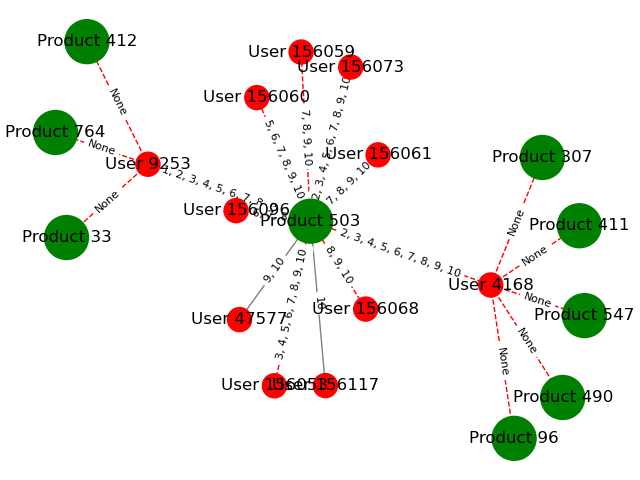 Product 412
User 156059
User 156073
User 156060
None
Product 764
None
5, 6, 7, 8, 9, 10
7, 8, 9, 10
2, 3, 4, 5, 6, 7, 8, 9, 10
User 156061
Product 307
User 9253
1, 2, 3, 4, 5, 6, 7, 8
7, 8, 9, 10
None
User 156096
Product 503
None
Product 411
Product 33
2, 3, 4, 5, 6, 7, 8, 9, 10
None
None
User 4168
8, 9, 10
9, 10
3, 4, 5, 6, 7, 8, 9, 10
10
None
Product 547
User 47577
User 156068
None
None
User 156117
Product 490
Product 96